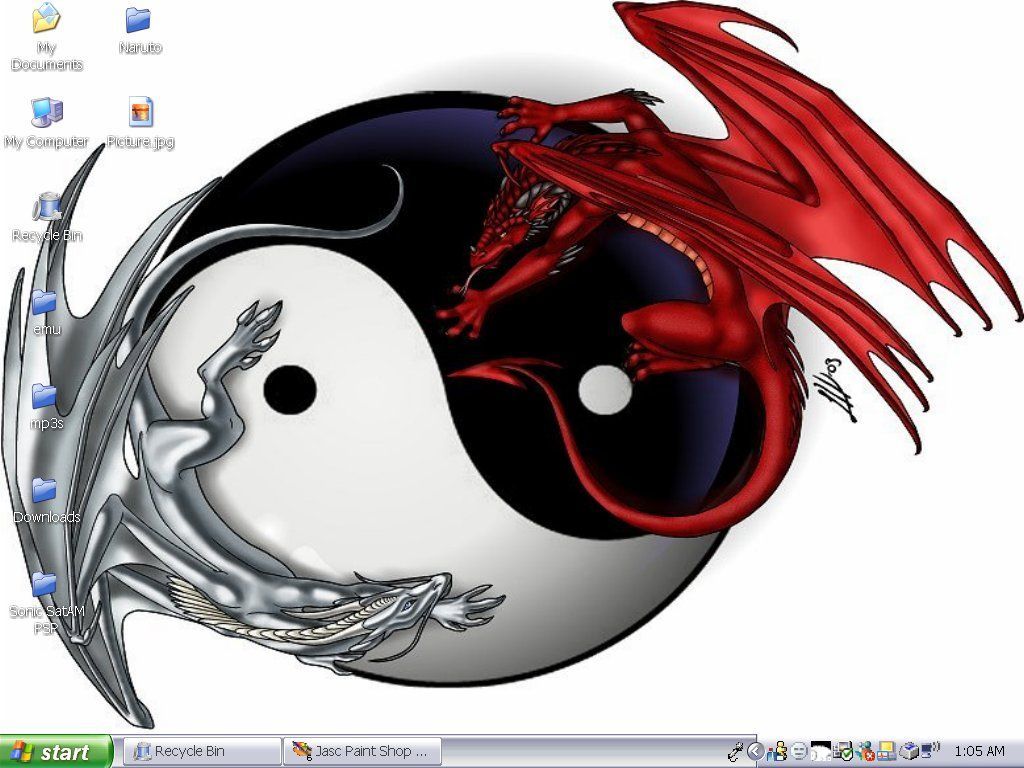 My
Documents
Naruito
My Computer
Picture.jpg
Recycle Bin
emu
mp3s
Downloads
Sonic SatAM
PSP
start
Recycle Bin
Jasc Paint Shop ...
1:05 AM